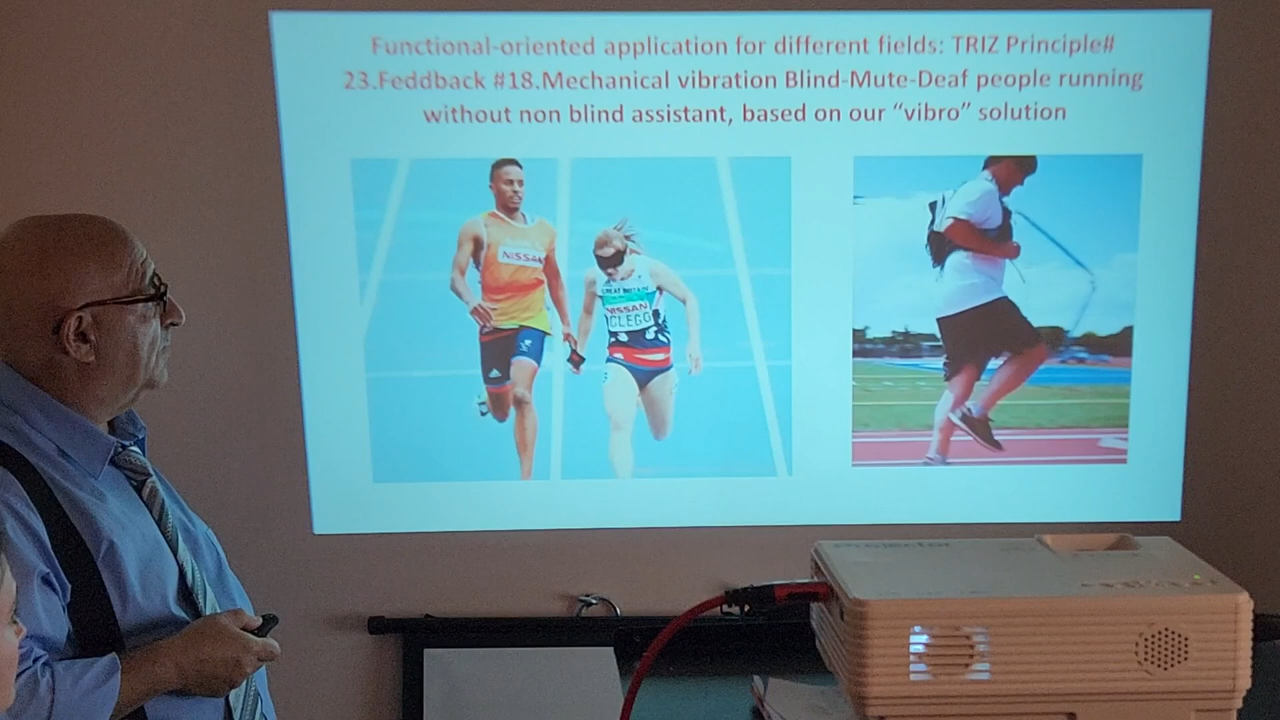 Functional-oriented application for different fields: TRIZ Principle#
23.Feddback #18.Mechanical vibration Blind-Mute-Deaf people running
without non blind assistant, based on our “vibro” solution
NISSAN
GREAT BRITAIN
NISSAN
CLEGG
Projector